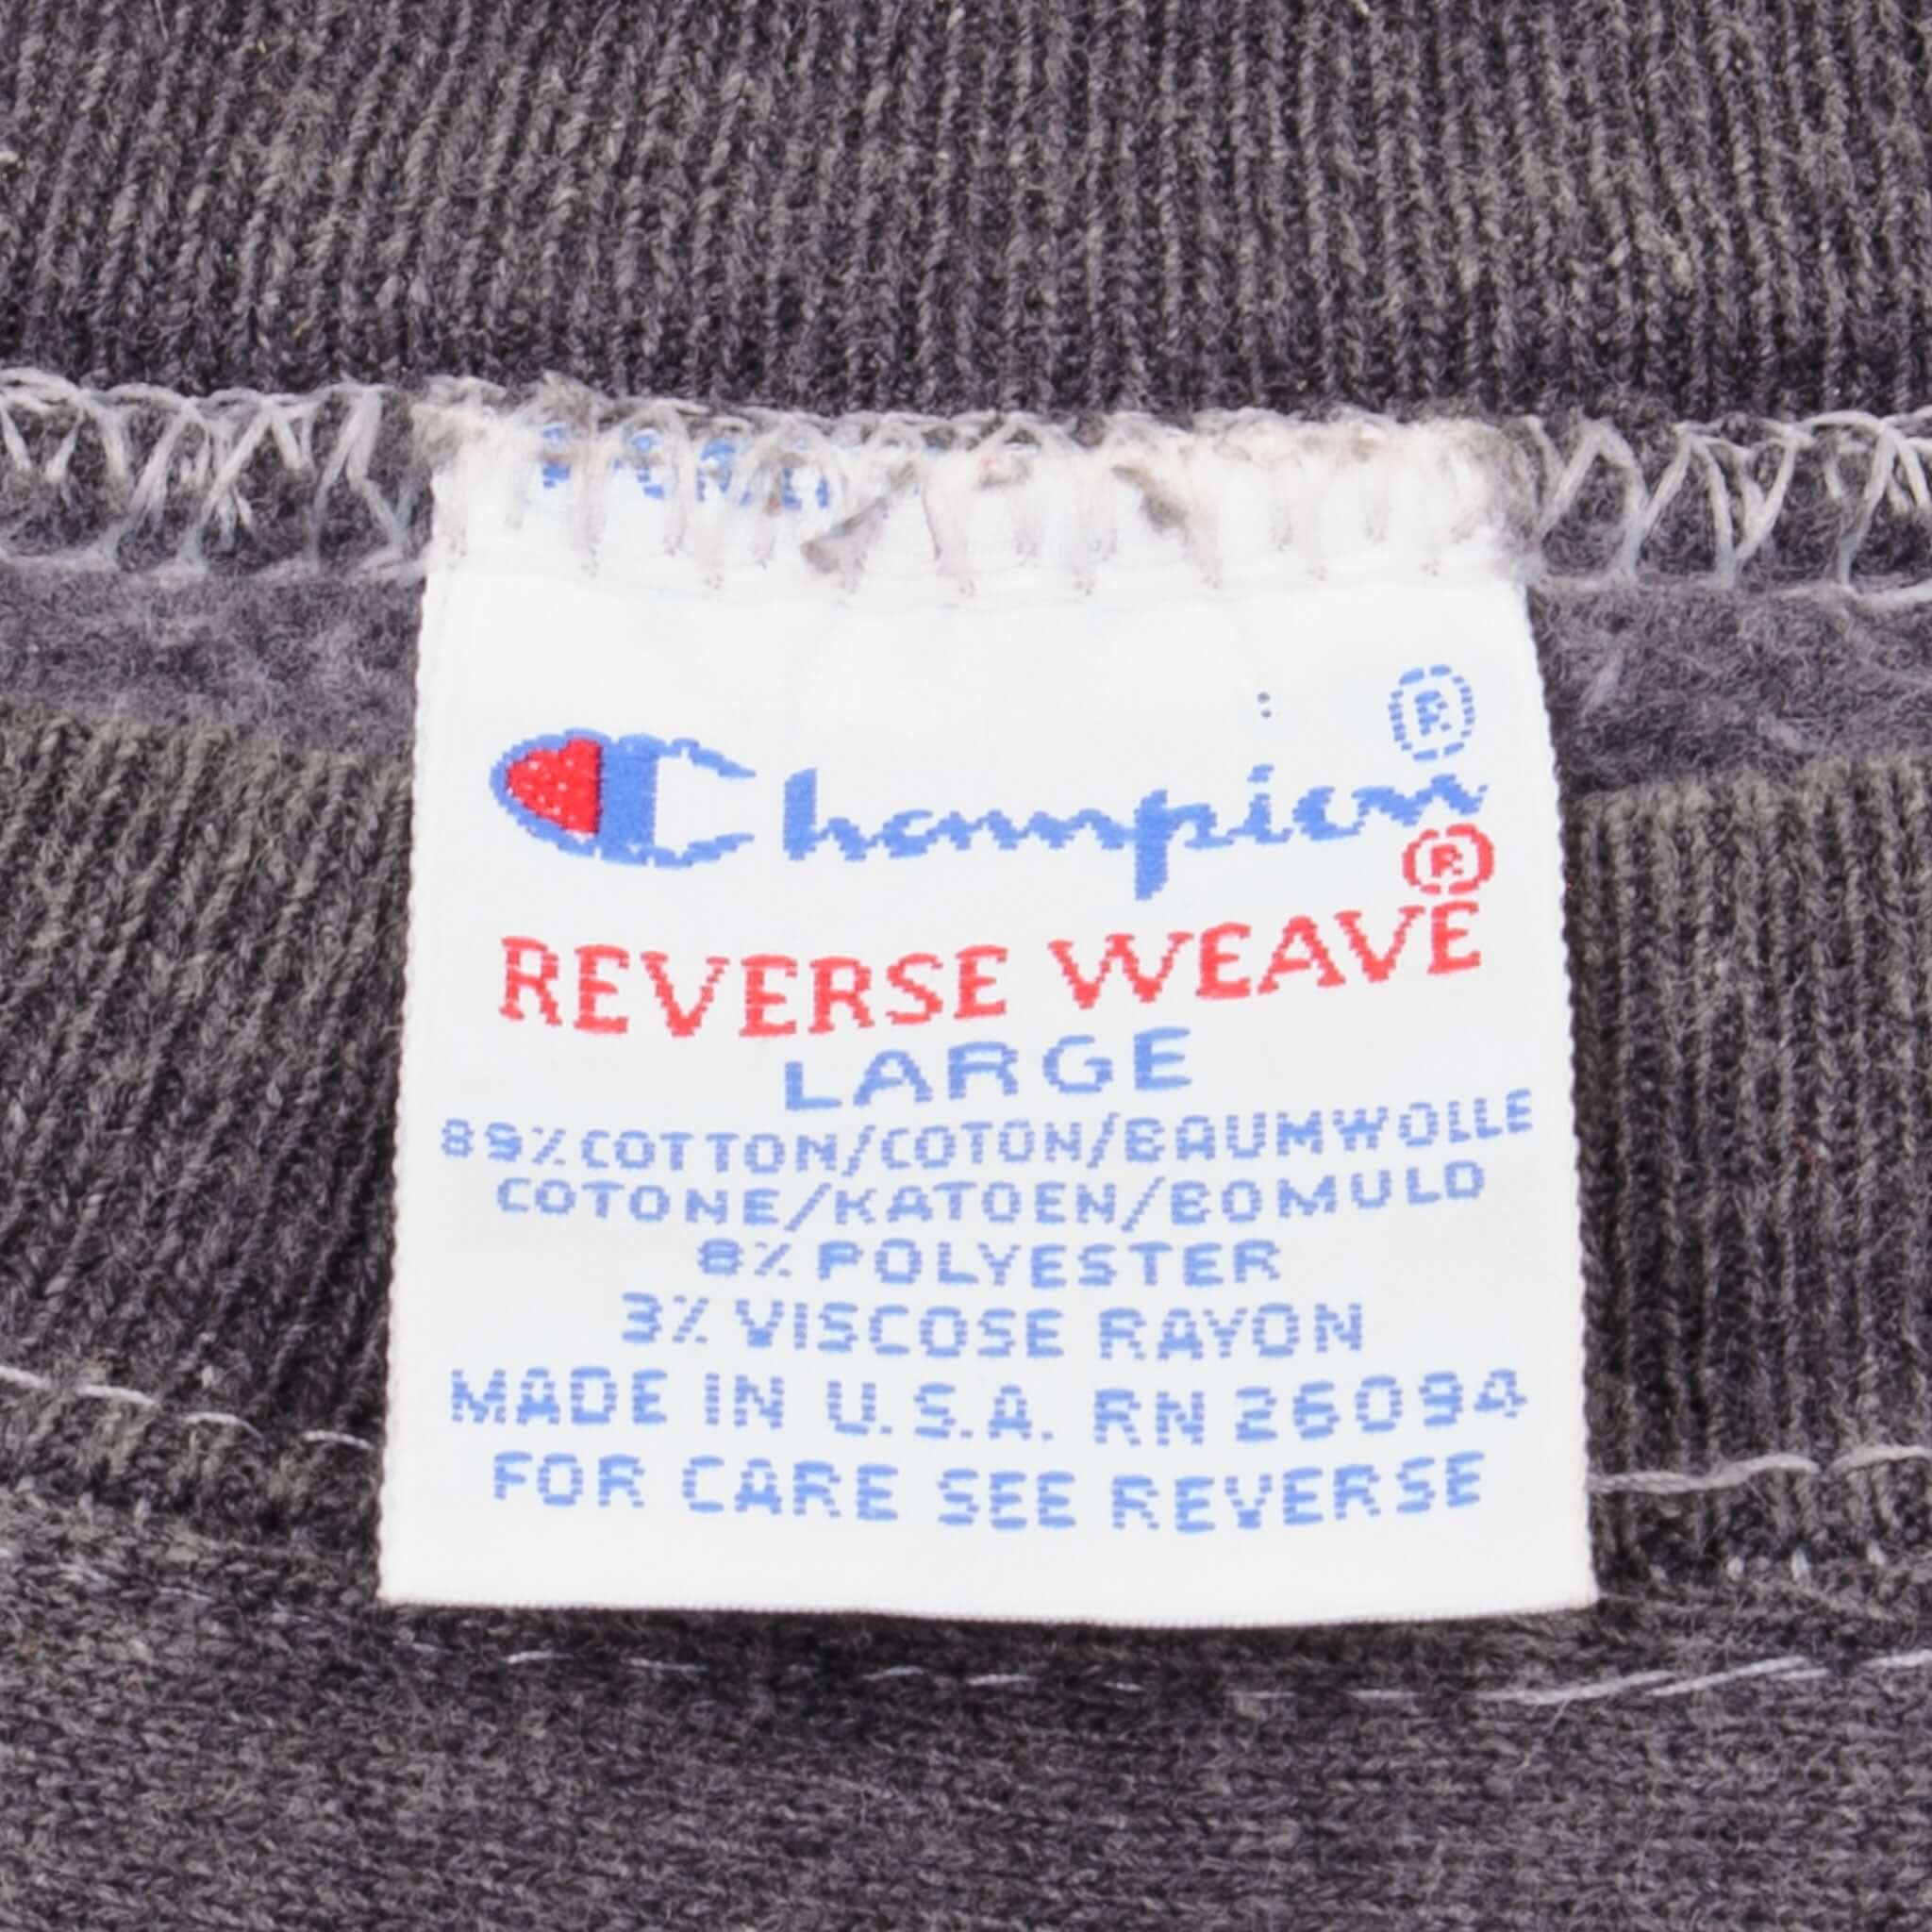 Champion®
REVERSE WEAVE®
LARGE
89% COTTON/COTON/BAUMWOLLE
COTONE/KATOEN/BOMULD
8% POLYESTER
3% VISCOSE RAYON
MADE IN U.S.A. RN 26094
FOR CARE SEE REVERSE